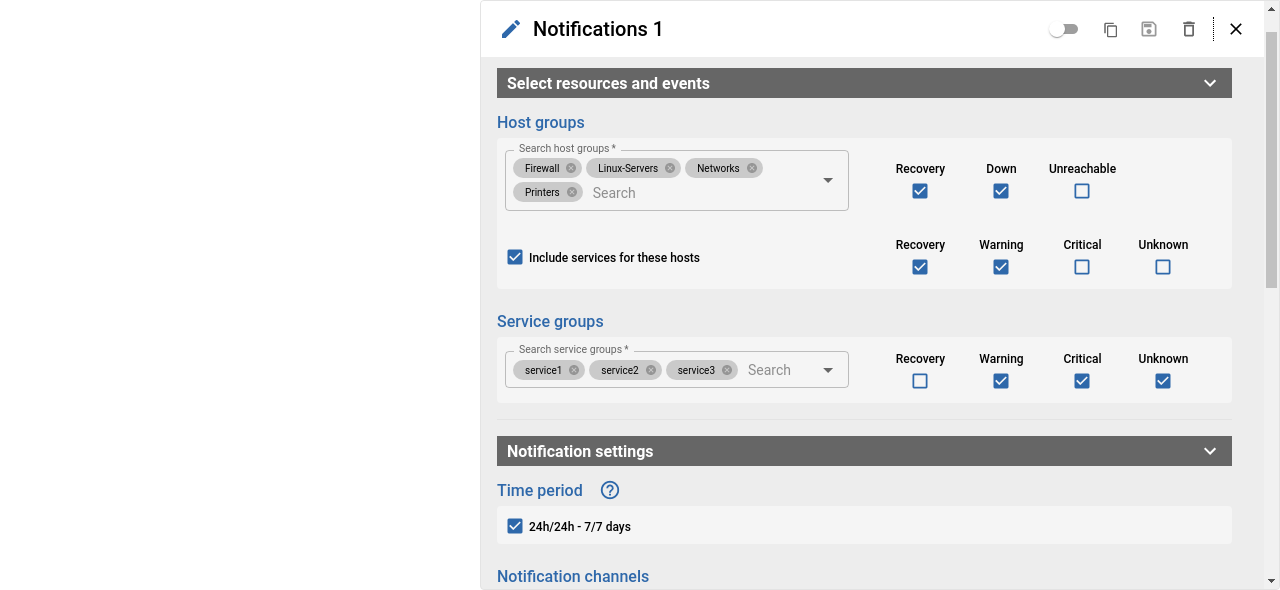 Notifications 1
Select resources and events
Host groups
Search host groups *
Firewall Linux-Servers Networks
Printers Search
Recovery Down Unreachable
Include services for these hosts
Recovery Warning Critical Unknown
Service groups
Search service groups *
service1 service2 service3 Search
Recovery Warning Critical Unknown
Notification settings
Time period ?
24h/24h - 7/7 days
Notification channels